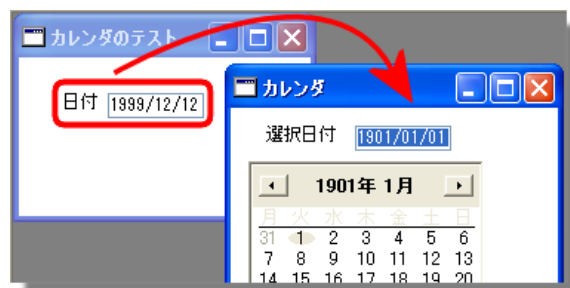 カレンダのテスト
日付 1999/12/12
カレンダ
選択日付 1901/01/01
1901年 1月
月 火 水 木 金 土 日
31 1 2 3 4 5 6
7 8 9 10 11 12 13
14 15 16 17 18 19 20